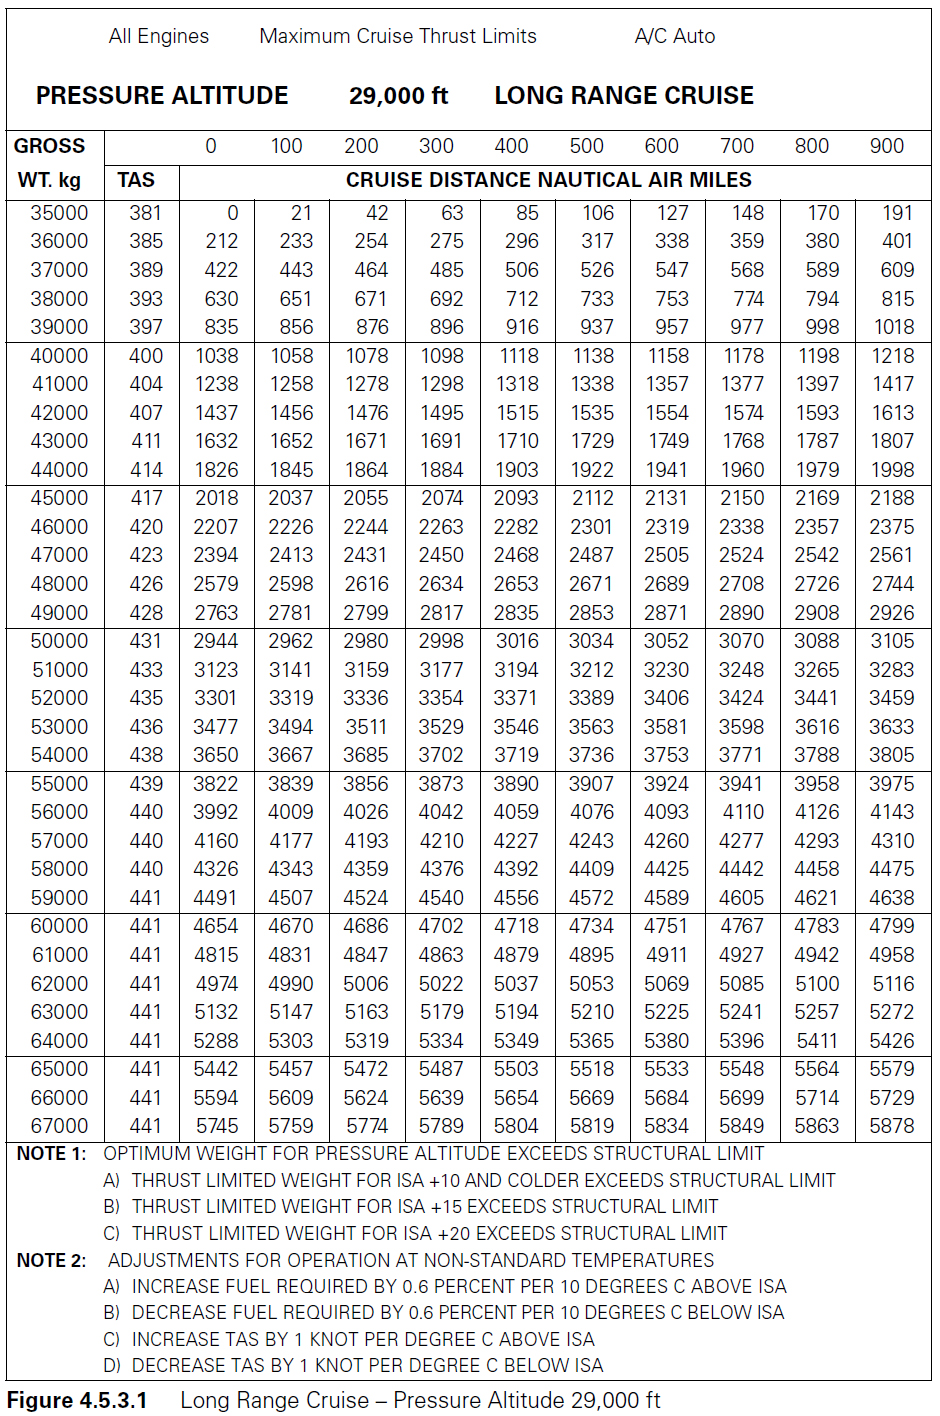 All Engines Maximum Cruise Thrust Limits A/C Auto
PRESSURE ALTITUDE 29,000 ft LONG RANGE CRUISE
GROSS 0 100 200 300 400 500 600 700 800 900
WT. kg TAS CRUISE DISTANCE NAUTICAL AIR MILES
35000 381 0 21 42 63 85 106 127 148 170 191
36000 385 212 233 254 275 296 317 338 359 380 401
37000 389 422 443 464 485 506 526 547 568 589 609
38000 393 630 651 671 692 712 733 753 774 794 815
39000 397 835 856 876 896 916 937 957 977 998 1018
40000 400 1038 1058 1078 1098 1118 1138 1158 1178 1198 1218
41000 404 1238 1258 1278 1298 1318 1338 1357 1377 1397 1417
42000 407 1437 1456 1476 1495 1515 1535 1554 1574 1593 1613
43000 411 1632 1652 1671 1691 1710 1729 1749 1768 1787 1807
44000 414 1826 1845 1864 1884 1903 1922 1941 1960 1979 1998
45000 417 2018 2037 2055 2074 2093 2112 2131 2150 2169 2188
46000 420 2207 2226 2244 2263 2282 2301 2319 2338 2357 2375
47000 423 2394 2413 2431 2450 2468 2487 2505 2524 2542 2561
48000 426 2579 2598 2616 2634 2653 2671 2689 2708 2726 2744
49000 428 2763 2781 2799 2817 2835 2853 2871 2890 2908 2926
50000 431 2944 2962 2980 2998 3016 3034 3052 3070 3088 3105
51000 433 3123 3141 3159 3177 3194 3212 3230 3248 3265 3283
52000 435 3301 3319 3336 3354 3371 3389 3406 3424 3441 3459
53000 436 3477 3494 3511 3529 3546 3563 3581 3598 3616 3633
54000 438 3650 3667 3685 3702 3719 3736 3753 3771 3788 3805
55000 439 3822 3839 3856 3873 3890 3907 3924 3941 3958 3975
56000 440 3992 4009 4026 4042 4059 4076 4093 4110 4126 4143
57000 440 4160 4177 4193 4210 4227 4243 4260 4277 4293 4310
58000 440 4326 4343 4359 4376 4392 4409 4425 4442 4458 4475
59000 441 4491 4507 4524 4540 4556 4572 4589 4605 4621 4638
60000 441 4654 4670 4686 4702 4718 4734 4751 4767 4783 4799
61000 441 4815 4831 4847 4863 4879 4895 4911 4927 4942 4958
62000 441 4974 4990 5006 5022 5037 5053 5069 5085 5100 5116
63000 441 5132 5147 5163 5179 5194 5210 5225 5241 5257 5272
64000 441 5288 5303 5319 5334 5349 5365 5380 5396 5411 5426
65000 441 5442 5457 5472 5487 5503 5518 5533 5548 5564 5579
66000 441 5594 5609 5624 5639 5654 5669 5684 5699 5714 5729
67000 441 5745 5759 5774 5789 5804 5819 5834 5849 5863 5878
NOTE 1: OPTIMUM WEIGHT FOR PRESSURE ALTITUDE EXCEEDS STRUCTURAL LIMIT
A) THRUST LIMITED WEIGHT FOR ISA +10 AND COLDER EXCEEDS STRUCTURAL LIMIT
B) THRUST LIMITED WEIGHT FOR ISA +15 EXCEEDS STRUCTURAL LIMIT
C) THRUST LIMITED WEIGHT FOR ISA +20 EXCEEDS STRUCTURAL LIMIT
NOTE 2: ADJUSTMENTS FOR OPERATION AT NON-STANDARD TEMPERATURES
A) INCREASE FUEL REQUIRED BY 0.6 PERCENT PER 10 DEGREES C ABOVE ISA
B) DECREASE FUEL REQUIRED BY 0.6 PERCENT PER 10 DEGREES C BELOW ISA
C) INCREASE TAS BY 1 KNOT PER DEGREE C ABOVE ISA
D) DECREASE TAS BY 1 KNOT PER DEGREE C BELOW ISA
Figure 4.5.3.1 Long Range Cruise – Pressure Altitude 29,000 ft